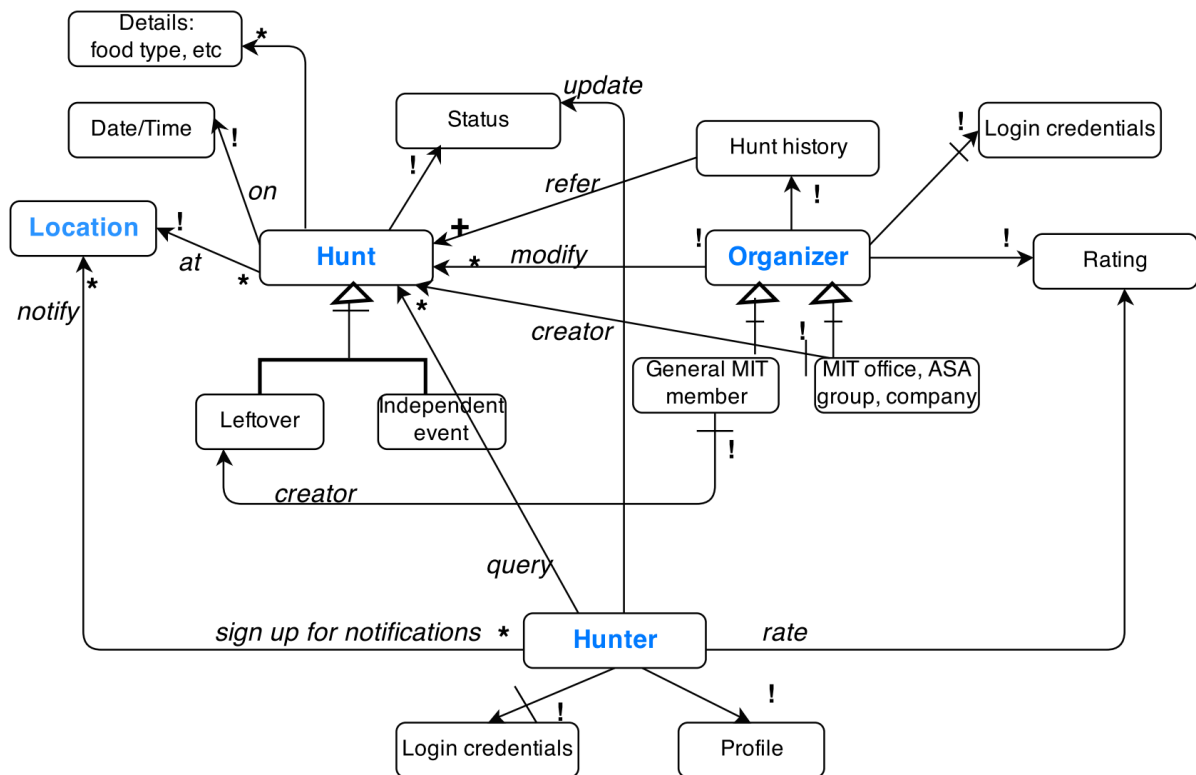 Details:
food type, etc
*
update
Date/Time
!
Status
!
Hunt history
!
Login credentials
on
refer
!
Location
!
at
*
+
Hunt
*
modify
!
Organizer
!
Rating
*
notify
*
creator
!
General MIT
member
MIT office, ASA
group, company
Leftover
Independent
event
!
creator
query
sign up for notifications
*
Hunter
rate
!
!
Login credentials
Profile